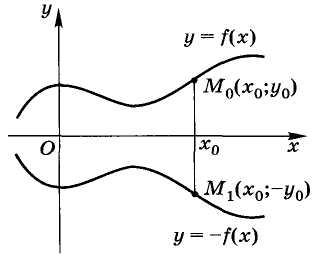 y
y = f(x)
M₀(x₀;y₀)
O
x₀
x
M₁(x₀;−y₀)
y = −f(x)